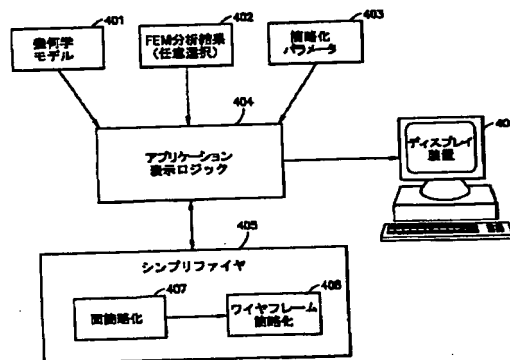 401
402
403
幾何学
モデル
FEM分析結果
(任意選択)
簡略化
パラメータ
404
アプリケーション
表示ロジック
ディスプレイ
装置
405
シンプリファイヤ
407
408
面簡略化
ワイヤフレーム
簡略化